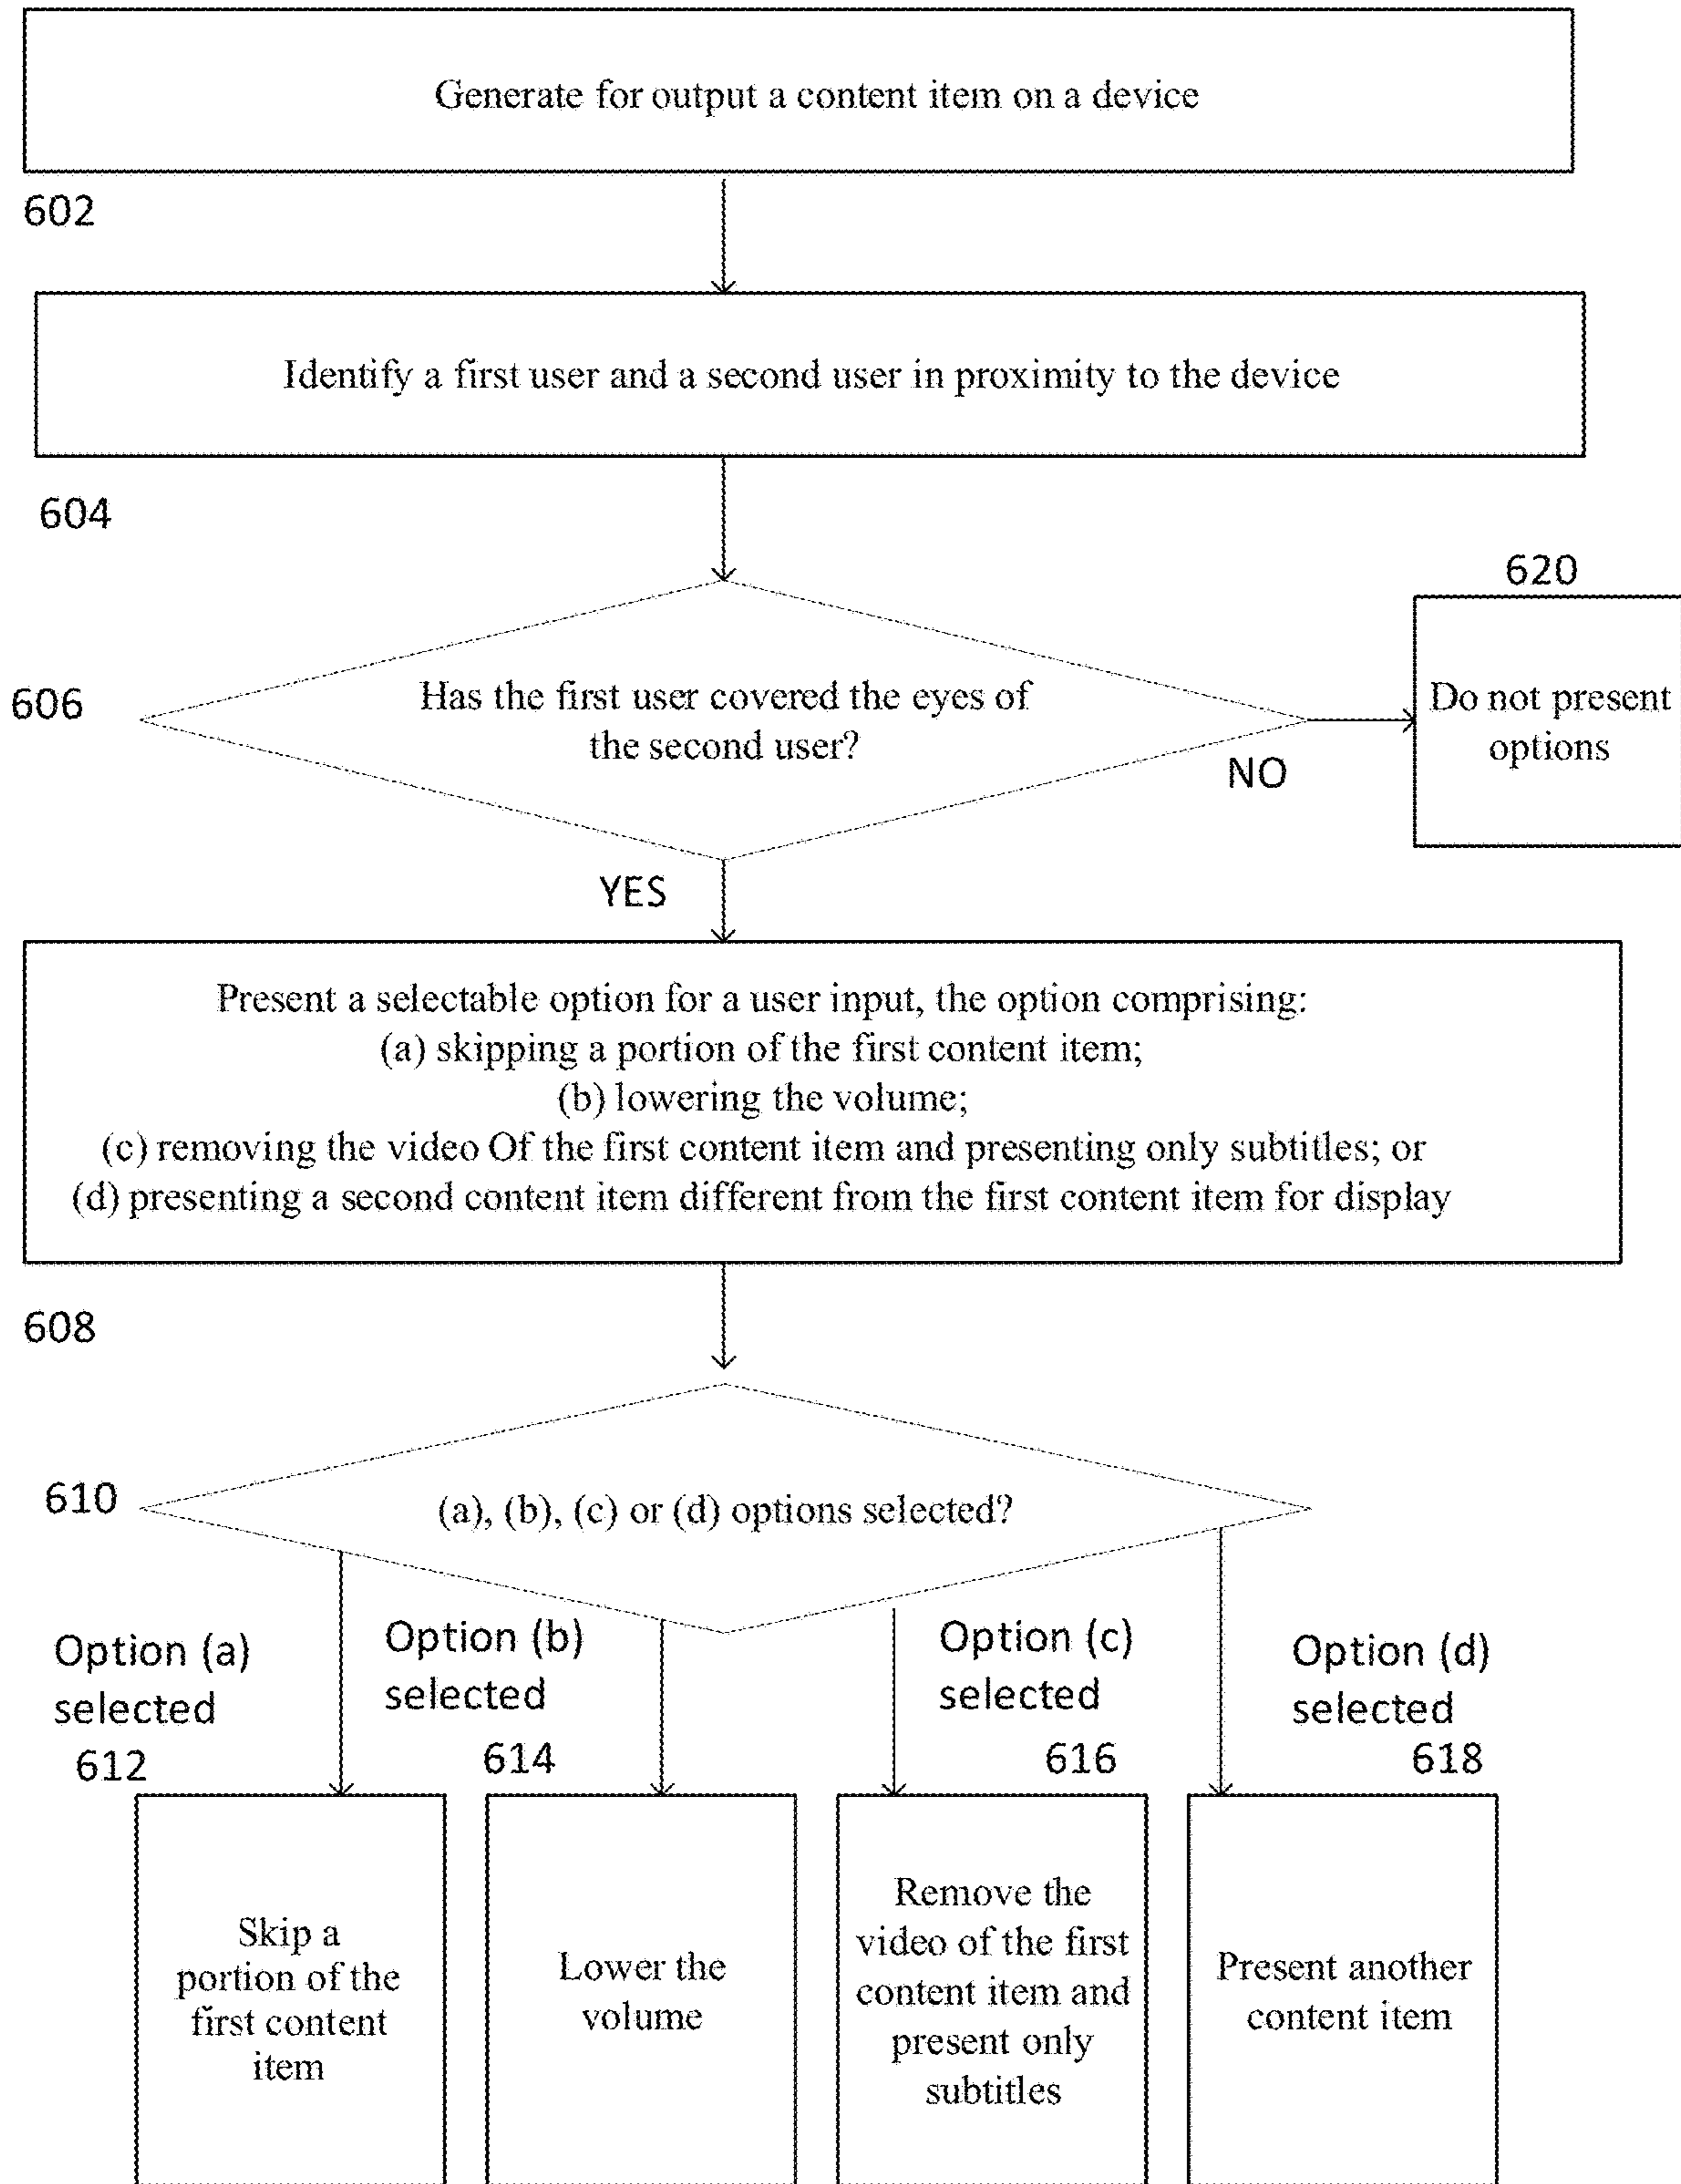 Generate for output a content item on a device
602
Identify a first user and a second user in proximity to the device
604
620
606
Has the first user covered the eyes of
the second user?
Do not present
options
NO
YES
Present a selectable option for a user input, the option comprising:
(a) skipping a portion of the first content item;
(b) lowering the volume;
(c) removing the video Of the first content item and presenting only subtitles; or
(d) presenting a second content item different from the first content item for display
608
610
(a), (b), (c) or (d) options selected?
Option (a)
selected
612
Option (b)
selected
614
Option (c)
selected
616
Option (d)
selected
618
Skip a
portion of the
first content
item
Lower the
volume
Remove the
video of the first
content item and
present only
subtitles
Present another
content item